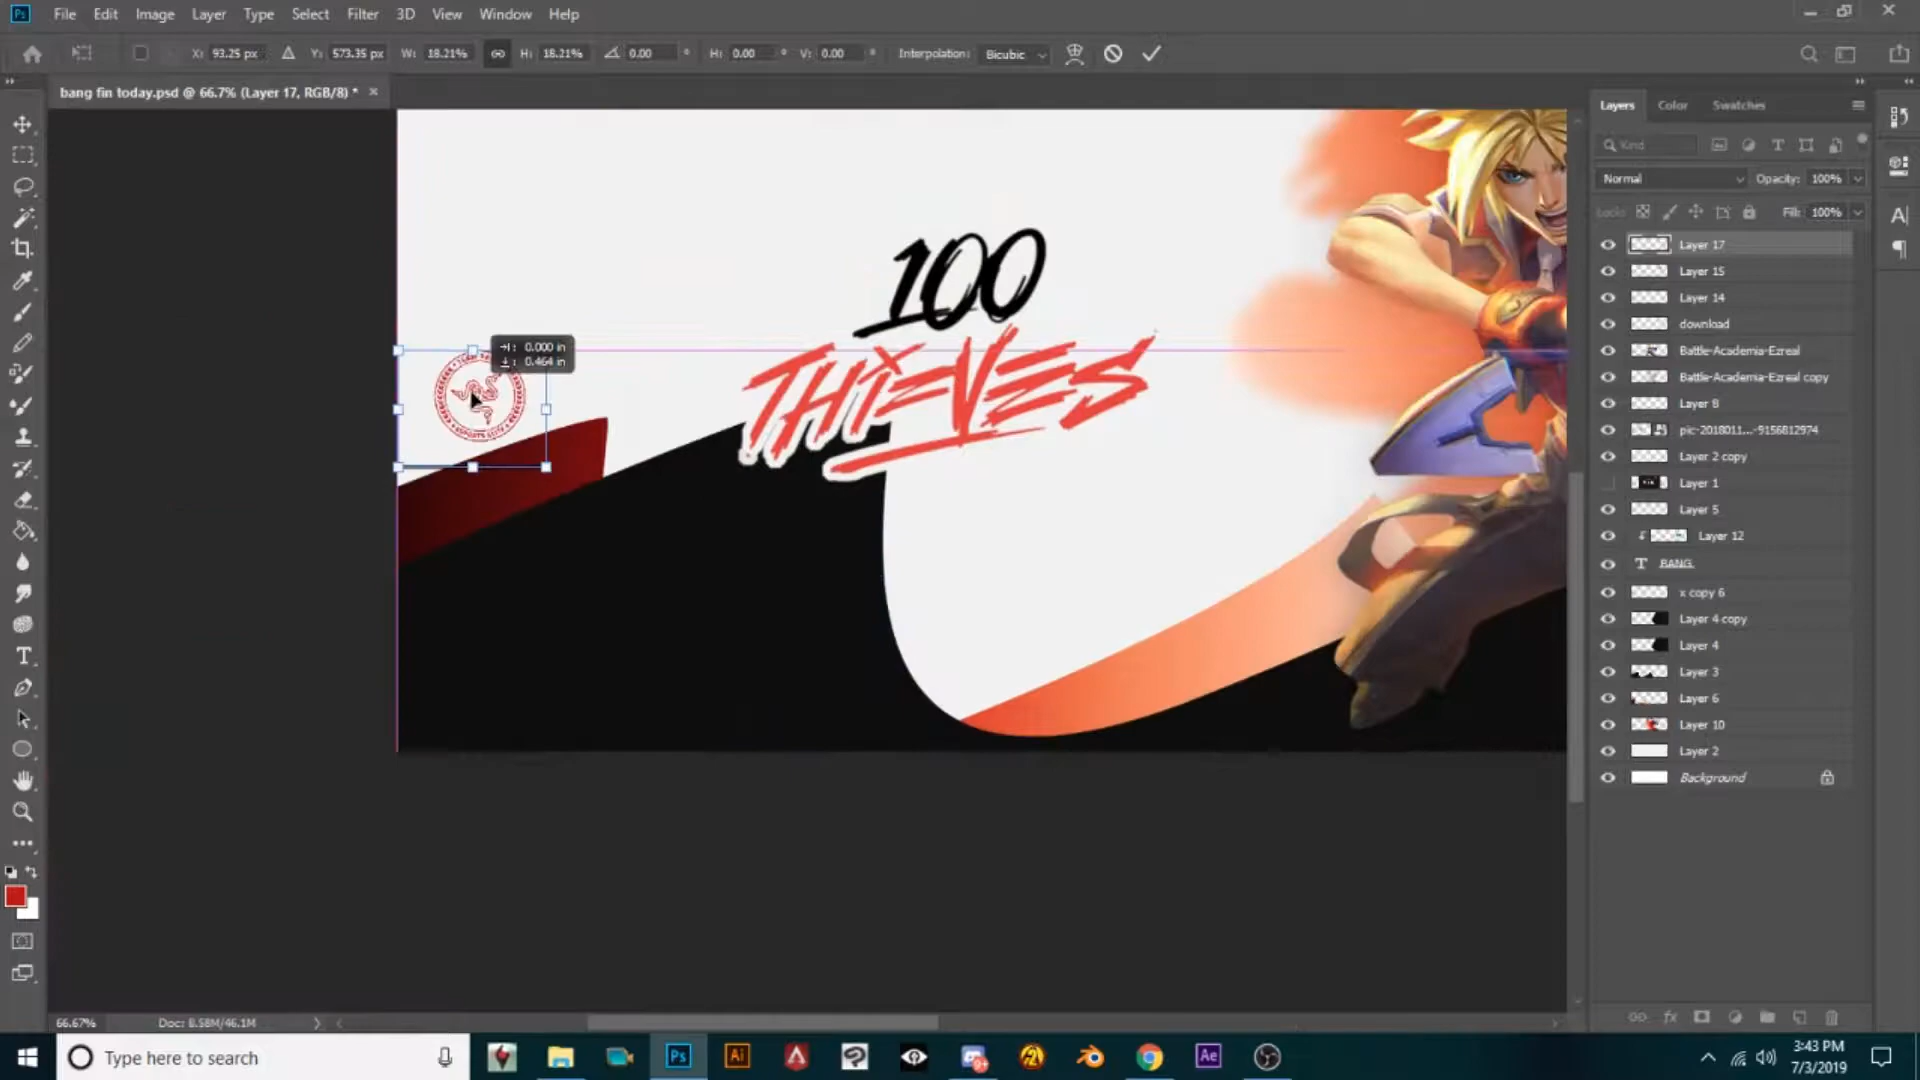 Ps File Edit Image Layer Type Select Filter 3D View Window Help
X: 93.25 px Y: 573.35 px W: 18.21% H: 18.21% 0.00 ° H: 0.00 ° V: 0.00 ° Interpolation: Bicubic
bang fin today.psd @ 66.7% (Layer 17, RGB/8) * ×
Layers Color Swatches
Kind
Normal Opacity: 100%
Locks Fill: 100%
Layer 17
Layer 15
Layer 14
download
Battle-Academia-Ezreal
Battle-Academia-Ezreal copy
Layer 8
pic-2018011...-9156812974
Layer 2 copy
Layer 1
Layer 5
Layer 12
T BANG
x copy 6
Layer 4 copy
Layer 4
Layer 3
Layer 6
Layer 10
Layer 2
Background
100
THIEVES
0.000 in
0.464 in
66.67% Doc: 8.58M/46.1M
Type here to search
Ps Ai Ae
3:43 PM
7/3/2019